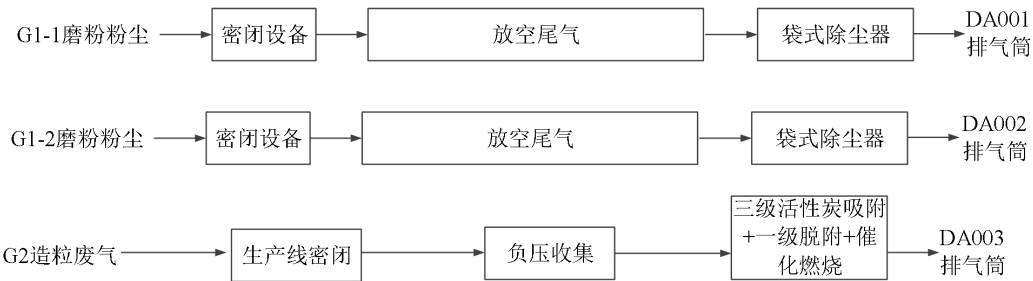 G1-1磨粉粉尘
密闭设备
放空尾气
袋式除尘器
DA001
排气筒
G1-2磨粉粉尘
密闭设备
放空尾气
袋式除尘器
DA002
排气筒
G2造粒废气
生产线密闭
负压收集
三级活性炭吸附
+一级脱附+催
化燃烧
DA003
排气筒